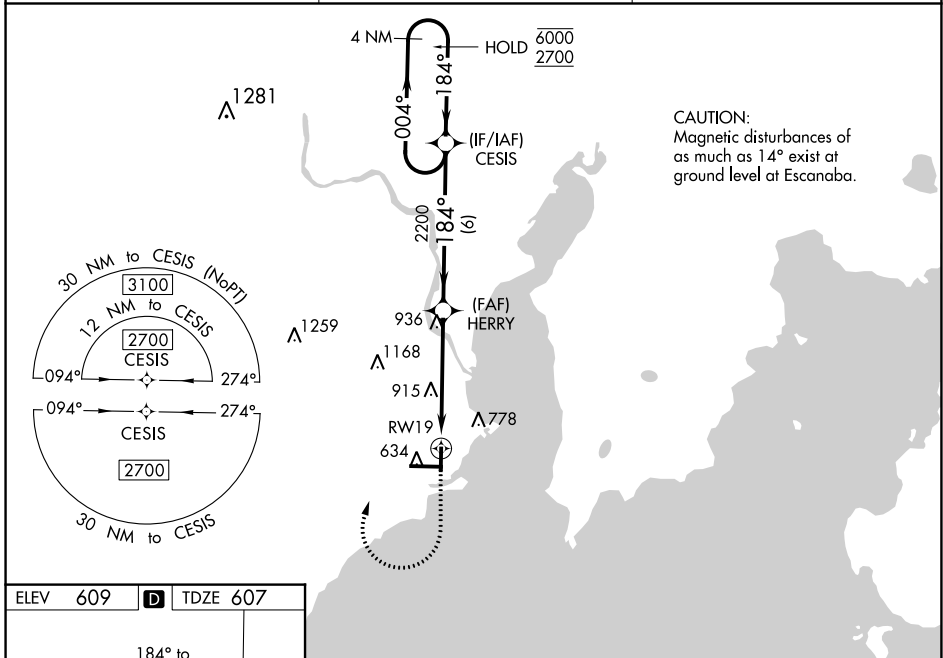 4 NM
HOLD
6000
2700
004°
184°
1281
(IF/IAF)
CESIS
CAUTION:
Magnetic disturbances of
as much as 14° exist at
ground level at Escanaba.
2200
184°
(6)
30 NM to CESIS (NoPT)
3100
12 NM to CESIS
2700
CESIS
094°
274°
094°
274°
CESIS
2700
30 NM to CESIS
(FAF)
HERRY
936
1259
1168
915
778
RW19
634
ELEV 609 D TDZE 607
184° to